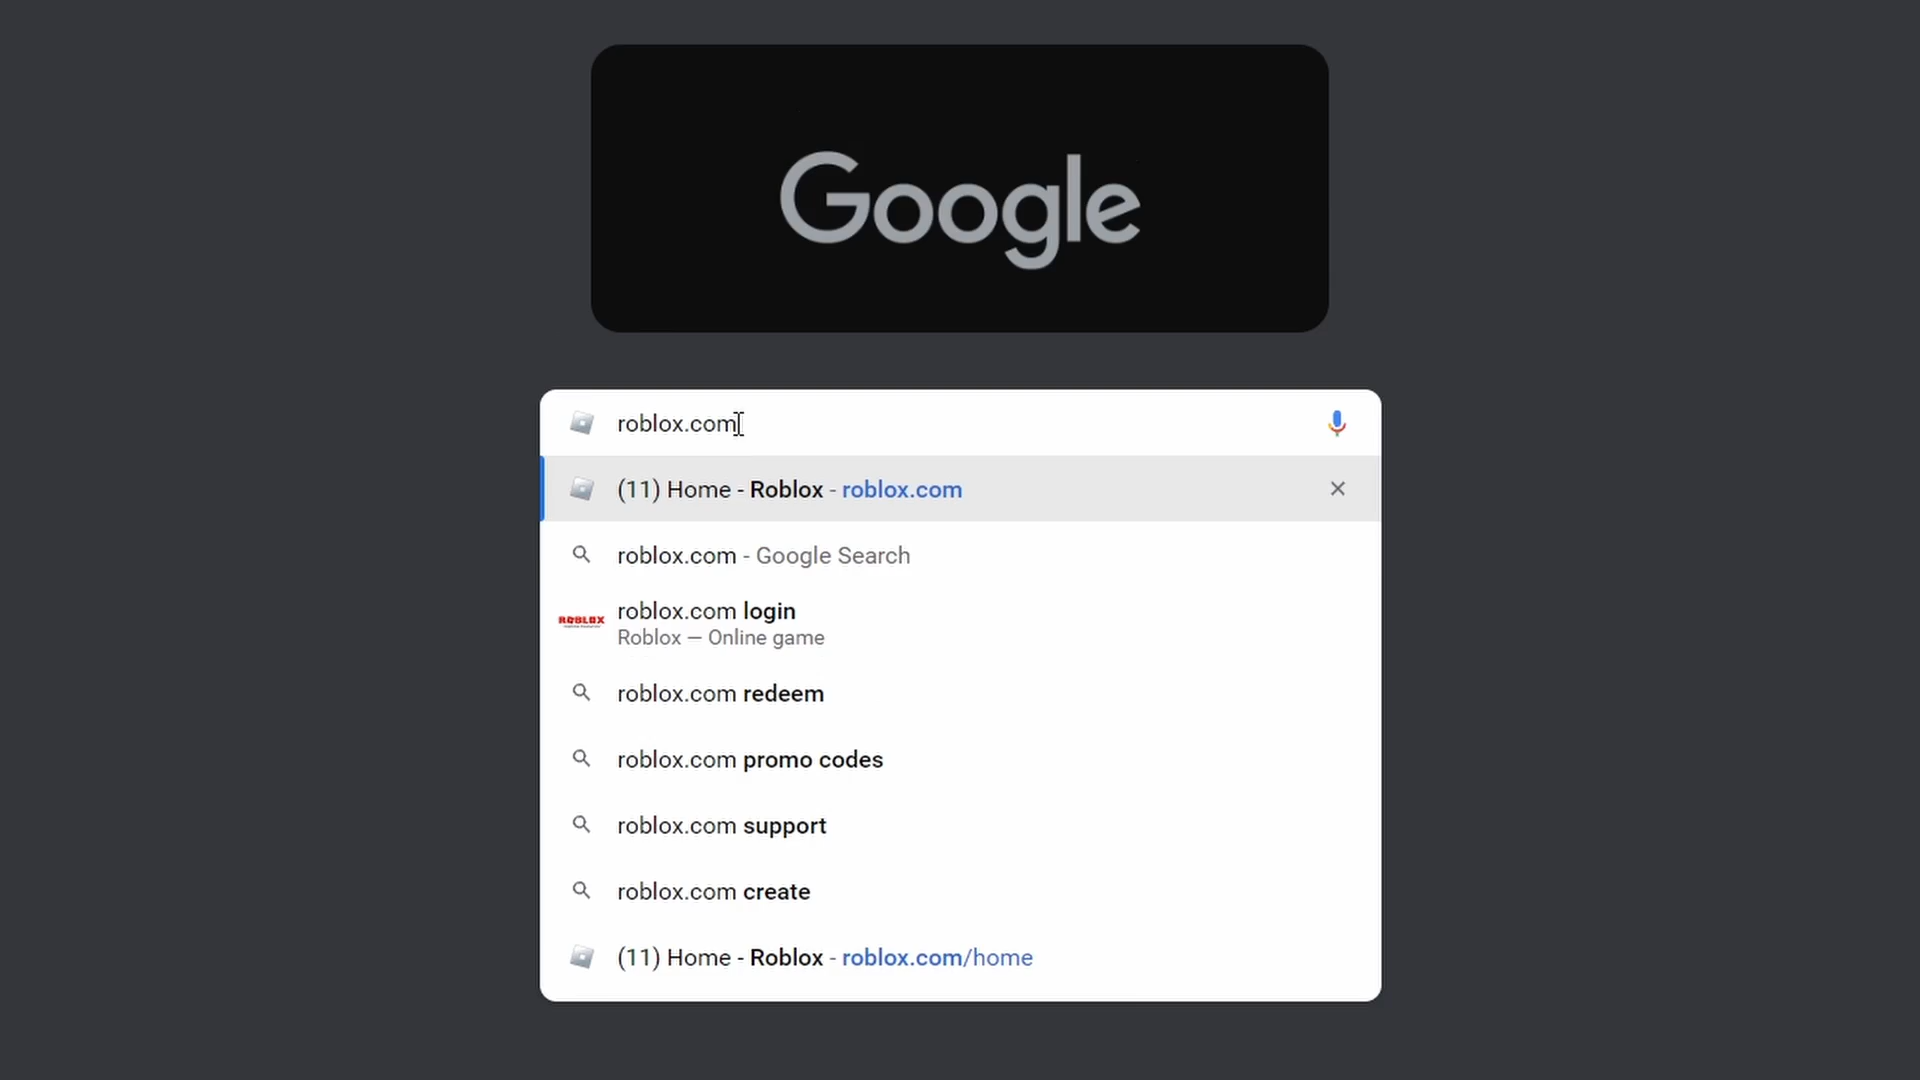 Google
roblox.com
(11) Home - Roblox - roblox.com
roblox.com - Google Search
ROBLOX
roblox.com login
Roblox — Online game
roblox.com redeem
roblox.com promo codes
roblox.com support
roblox.com create
(11) Home - Roblox - roblox.com/home